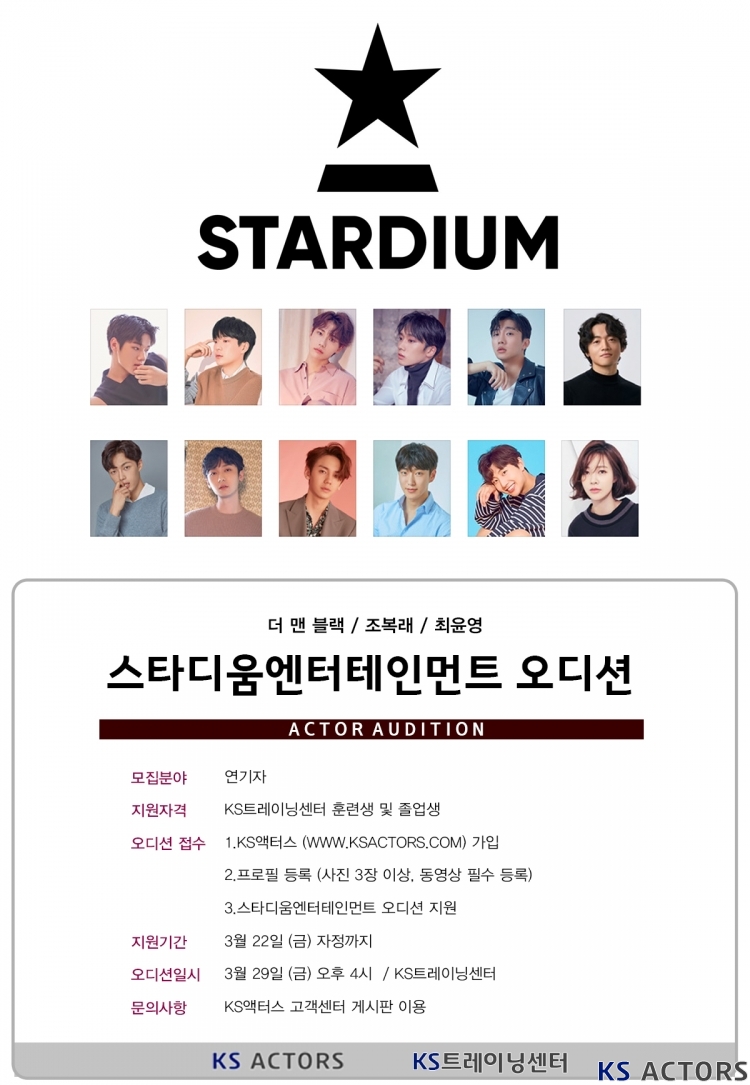 STARDIUM
더 맨 블랙 / 조복래 / 최윤영
스타디움엔터테인먼트 오디션
ACTOR AUDITION
모집분야 연기자
지원자격 KS트레이닝센터 훈련생 및 졸업생
오디션 접수 1.KS액터스 (WWW.KSACTORS.COM) 가입
2.프로필 등록 (사진 3장 이상, 동영상 필수 등록)
3.스타디움엔터테인먼트 오디션 지원
지원기간 3월 22일 (금) 자정까지
오디션일시 3월 29일 (금) 오후 4시 / KS트레이닝센터
문의사항 KS액터스 고객센터 게시판 이용
KS ACTORS KS트레이닝센터
KS ACTORS